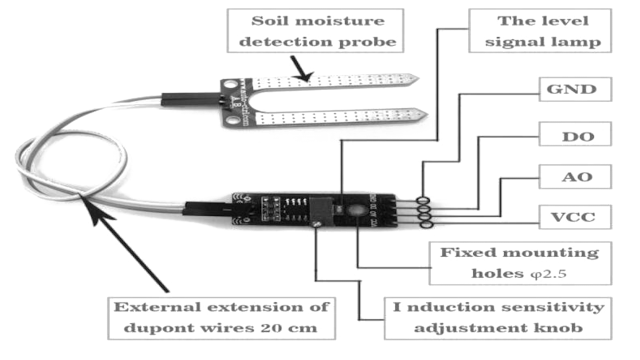 Soil moisture
detection probe
The level
signal lamp
GND
DO
AO
VCC
Fixed mounting
holes φ2.5
External extension of
dupont wires 20 cm
I nduction sensitivity
adjustment knob